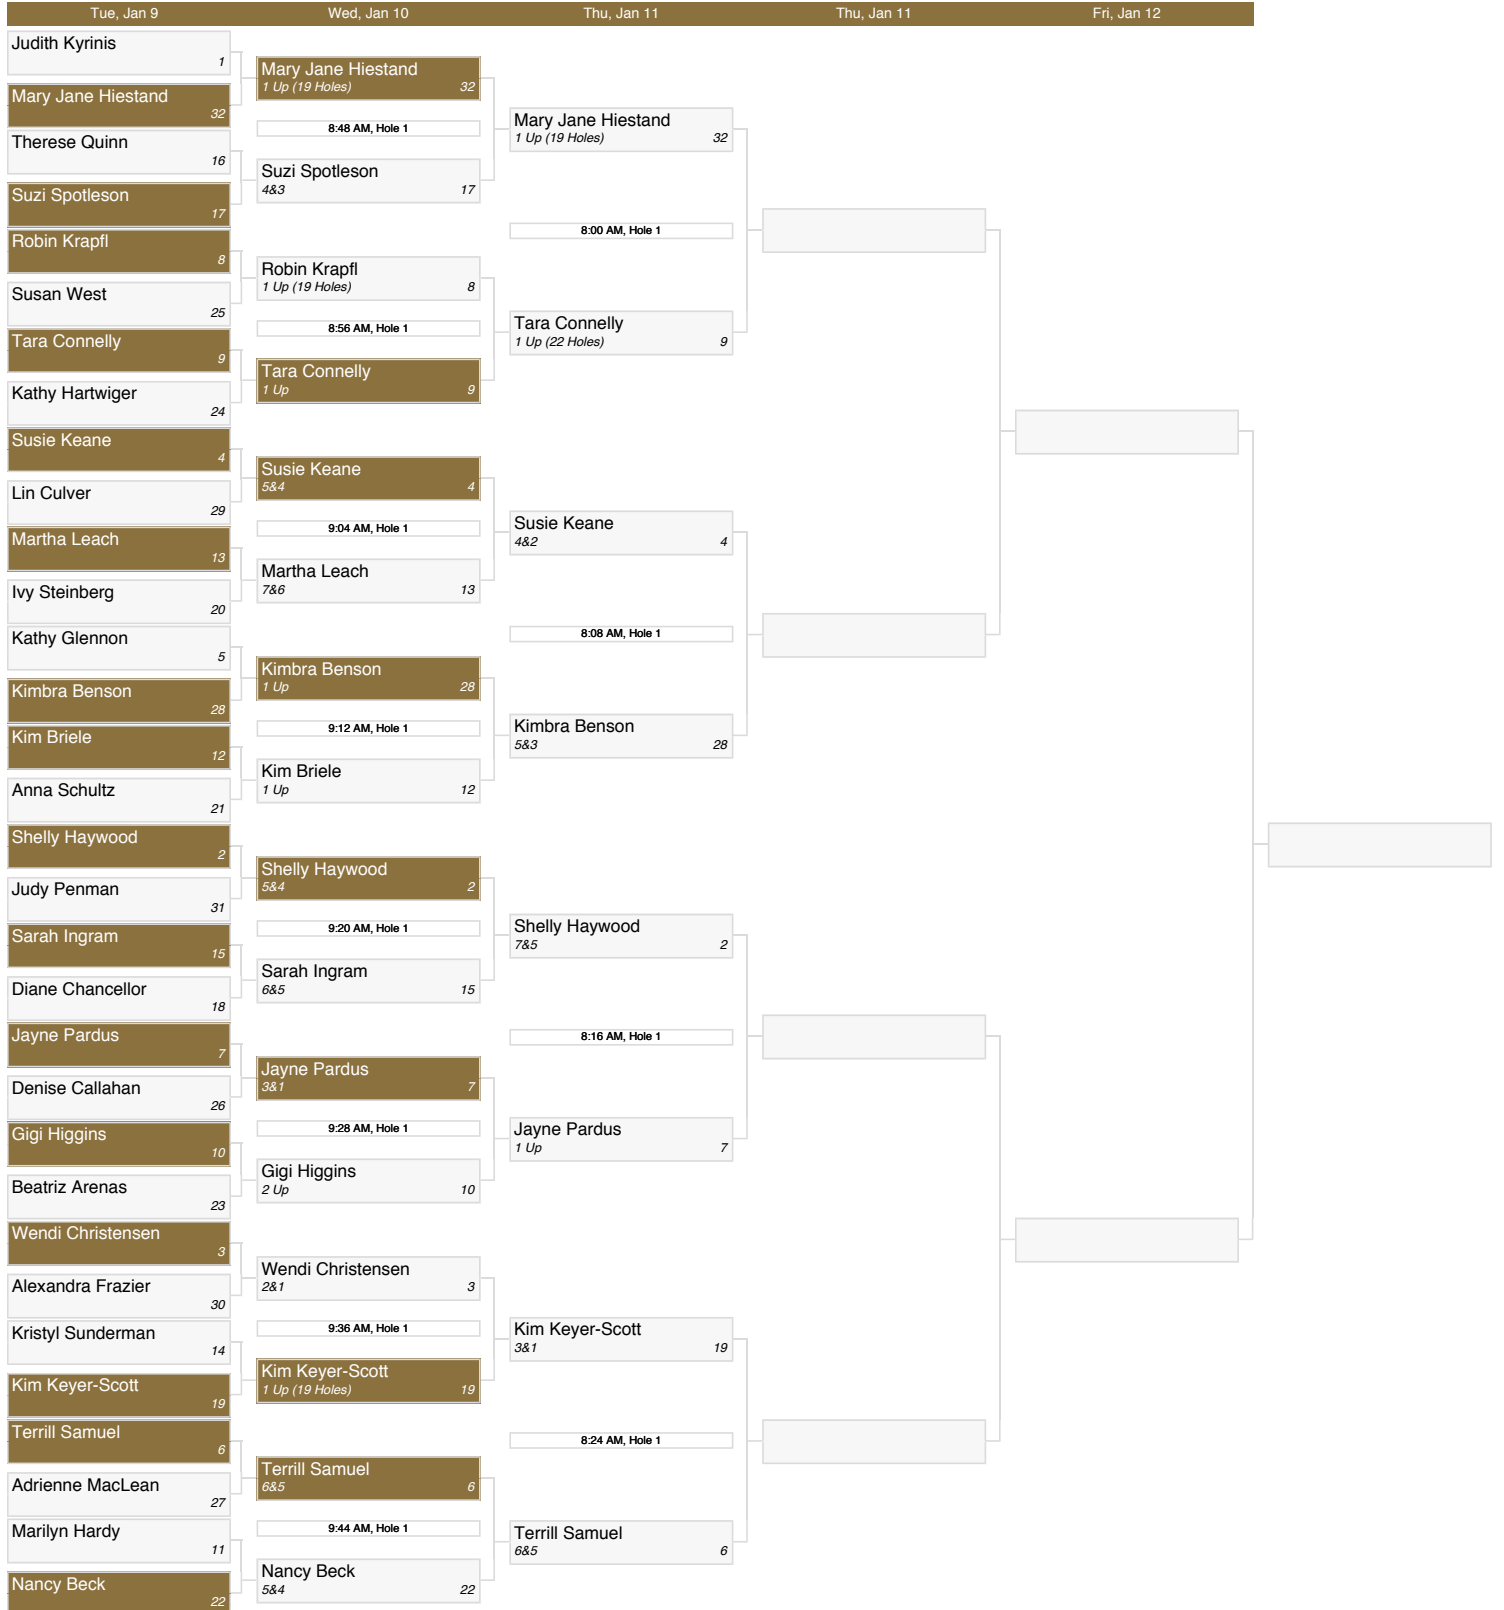 Tue, Jan 9
Wed, Jan 10
Thu, Jan 11
Thu, Jan 11
Fri, Jan 12
Judith Kyrinis
1
Mary Jane Hiestand
32
Therese Quinn
16
Suzi Spotleson
17
Robin Krapfl
8
Susan West
25
Tara Connelly
9
Kathy Hartwiger
24
Susie Keane
4
Lin Culver
29
Martha Leach
13
Ivy Steinberg
20
Kathy Glennon
5
Kimbra Benson
28
Kim Briele
12
Anna Schultz
21
Shelly Haywood
2
Judy Penman
31
Sarah Ingram
15
Diane Chancellor
18
Jayne Pardus
7
Denise Callahan
26
Gigi Higgins
10
Beatriz Arenas
23
Wendi Christensen
3
Alexandra Frazier
30
Kristyl Sunderman
14
Kim Keyer-Scott
19
Terrill Samuel
6
Adrienne MacLean
27
Marilyn Hardy
11
Nancy Beck
22
Mary Jane Hiestand
1 Up (19 Holes) 32
8:48 AM, Hole 1
Suzi Spotleson
4&3 17
Robin Krapfl
1 Up (19 Holes) 8
8:56 AM, Hole 1
Tara Connelly
1 Up 9
Susie Keane
5&4 4
9:04 AM, Hole 1
Martha Leach
7&6 13
Kimbra Benson
1 Up 28
9:12 AM, Hole 1
Kim Briele
1 Up 12
Shelly Haywood
5&4 2
9:20 AM, Hole 1
Sarah Ingram
6&5 15
Jayne Pardus
3&1 7
9:28 AM, Hole 1
Gigi Higgins
2 Up 10
Wendi Christensen
2&1 3
9:36 AM, Hole 1
Kim Keyer-Scott
1 Up (19 Holes) 19
Terrill Samuel
6&5 6
9:44 AM, Hole 1
Nancy Beck
5&4 22
Mary Jane Hiestand
1 Up (19 Holes) 32
8:00 AM, Hole 1
Tara Connelly
1 Up (22 Holes) 9
Susie Keane
4&2 4
8:08 AM, Hole 1
Kimbra Benson
5&3 28
Shelly Haywood
7&5 2
8:16 AM, Hole 1
Jayne Pardus
1 Up 7
Kim Keyer-Scott
3&1 19
8:24 AM, Hole 1
Terrill Samuel
6&5 6